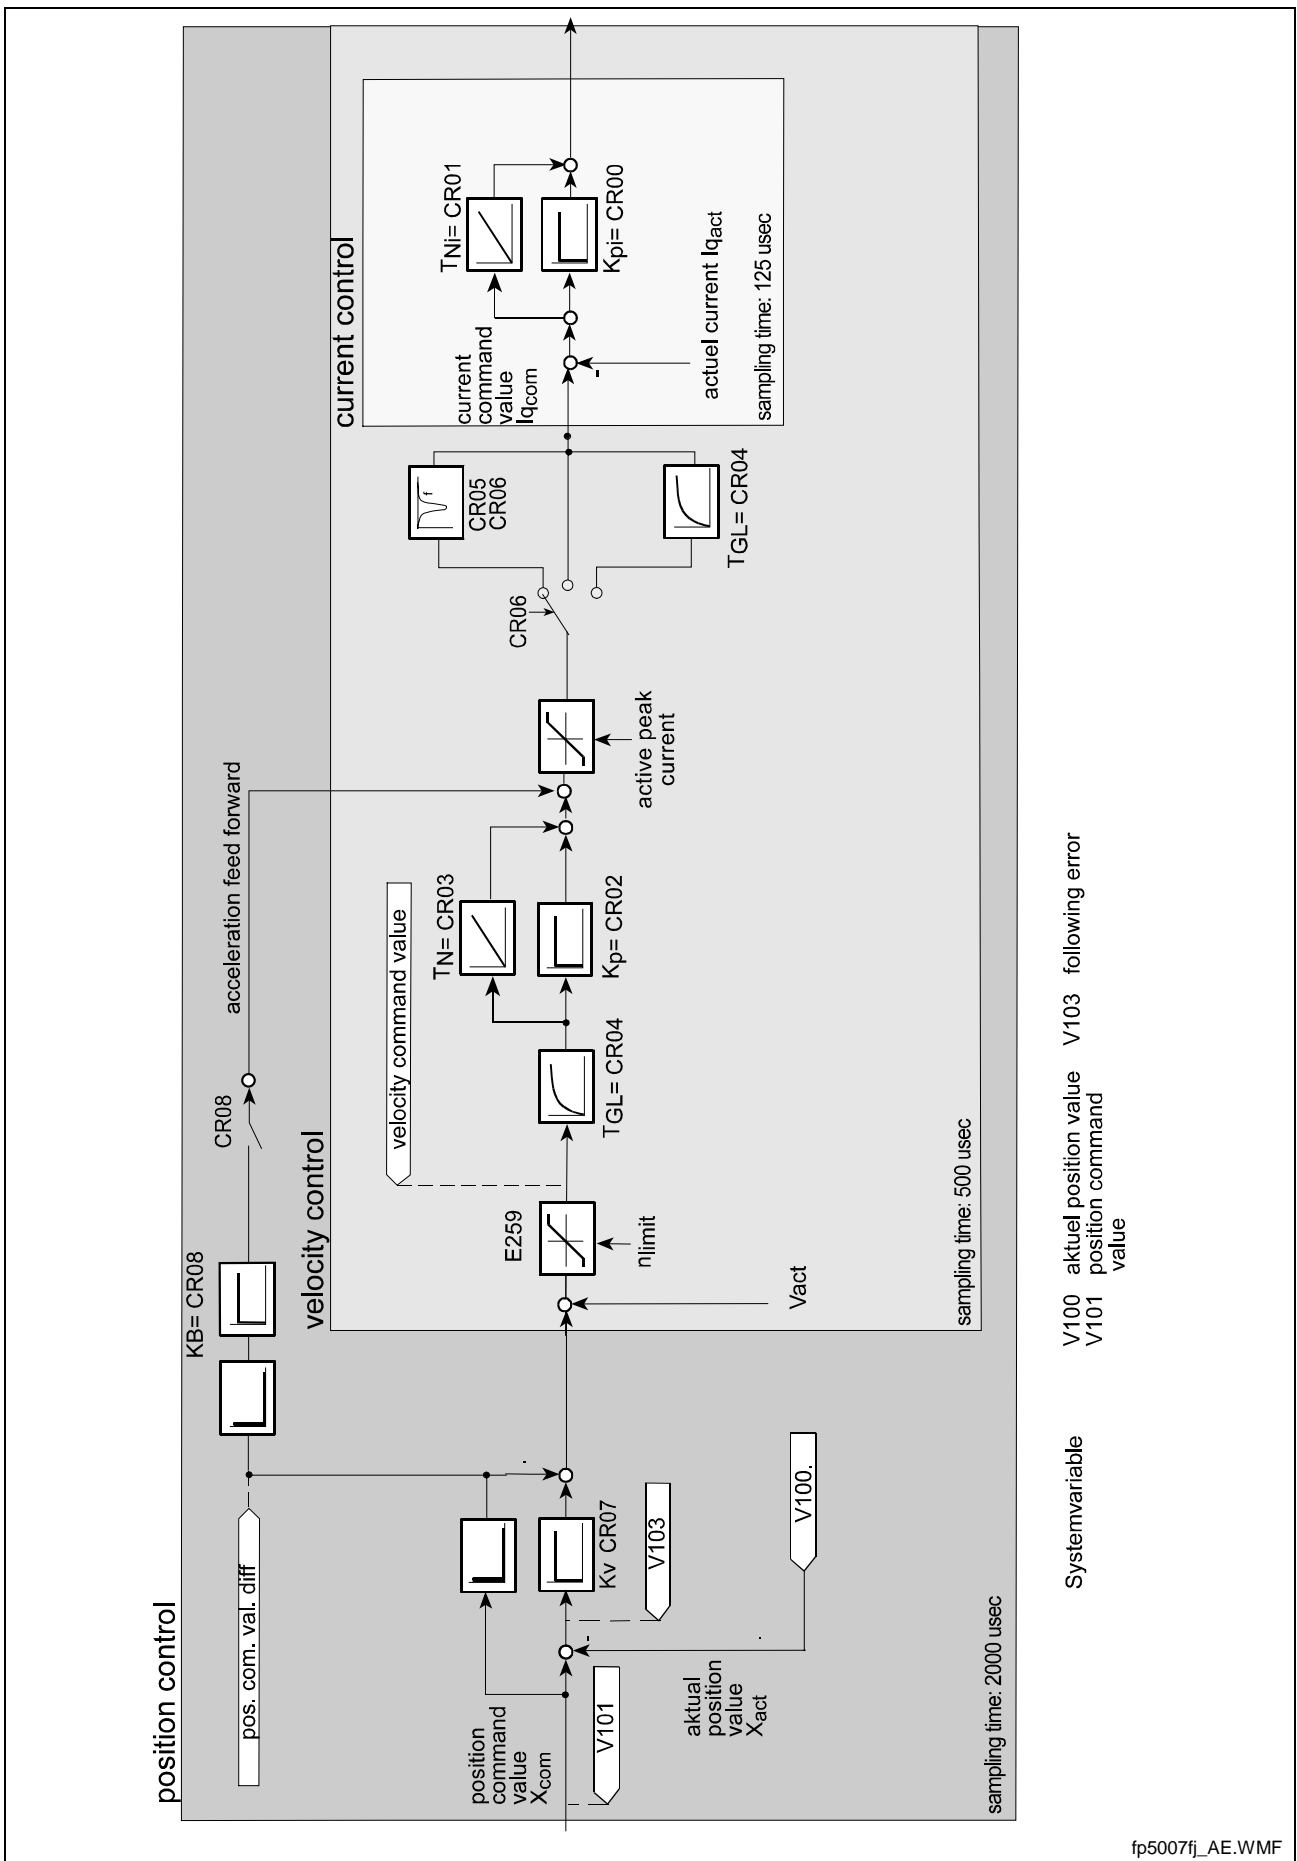 position control
pos. com. val. diff
KB= CR08
CR08
acceleration feed forward
velocity control
velocity command value
current control
position
command
value
Xcom
V101
aktual
position
value
Xact
Kv CR07
V103
V100.
sampling time: 2000 usec
E259
nlimit
Vact
TGL= CR04
TN= CR03
Kp= CR02
active peak
current
CR06
CR05
CR06
f
TGL= CR04
sampling time: 500 usec
current
command
value
Iqcom
TNi= CR01
Kpi= CR00
actuel current Iqact
sampling time: 125 usec
Systemvariable
V100 aktuel position value
V101 position command
value
V103 following error
fp5007fj_AE.WMF